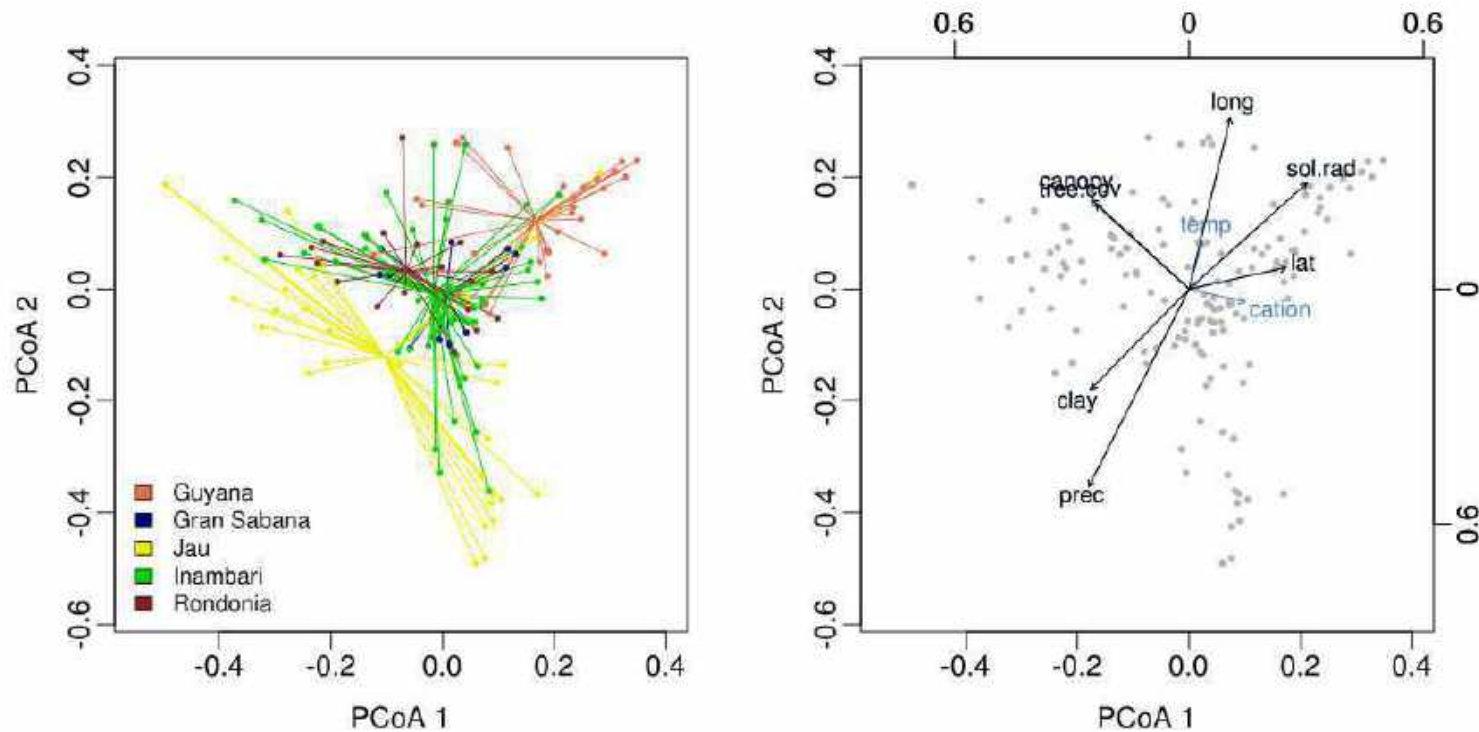 0.4
0.2
0.0
-0.2
-0.4
-0.6
PCoA 2
Guyana
Gran Sabana
Jau
Inambari
Rondonia
-0.4 -0.2 0.0 0.2 0.4
PCoA 1
0.6 0 0.6
0.4
0.2
0.0
-0.2
-0.4
-0.6
PCoA 2
long
canopy
tree.cov
sol.rad
temp
lat
cation
clay
prec
0
0.6
-0.4 -0.2 0.0 0.2 0.4
PCoA 1